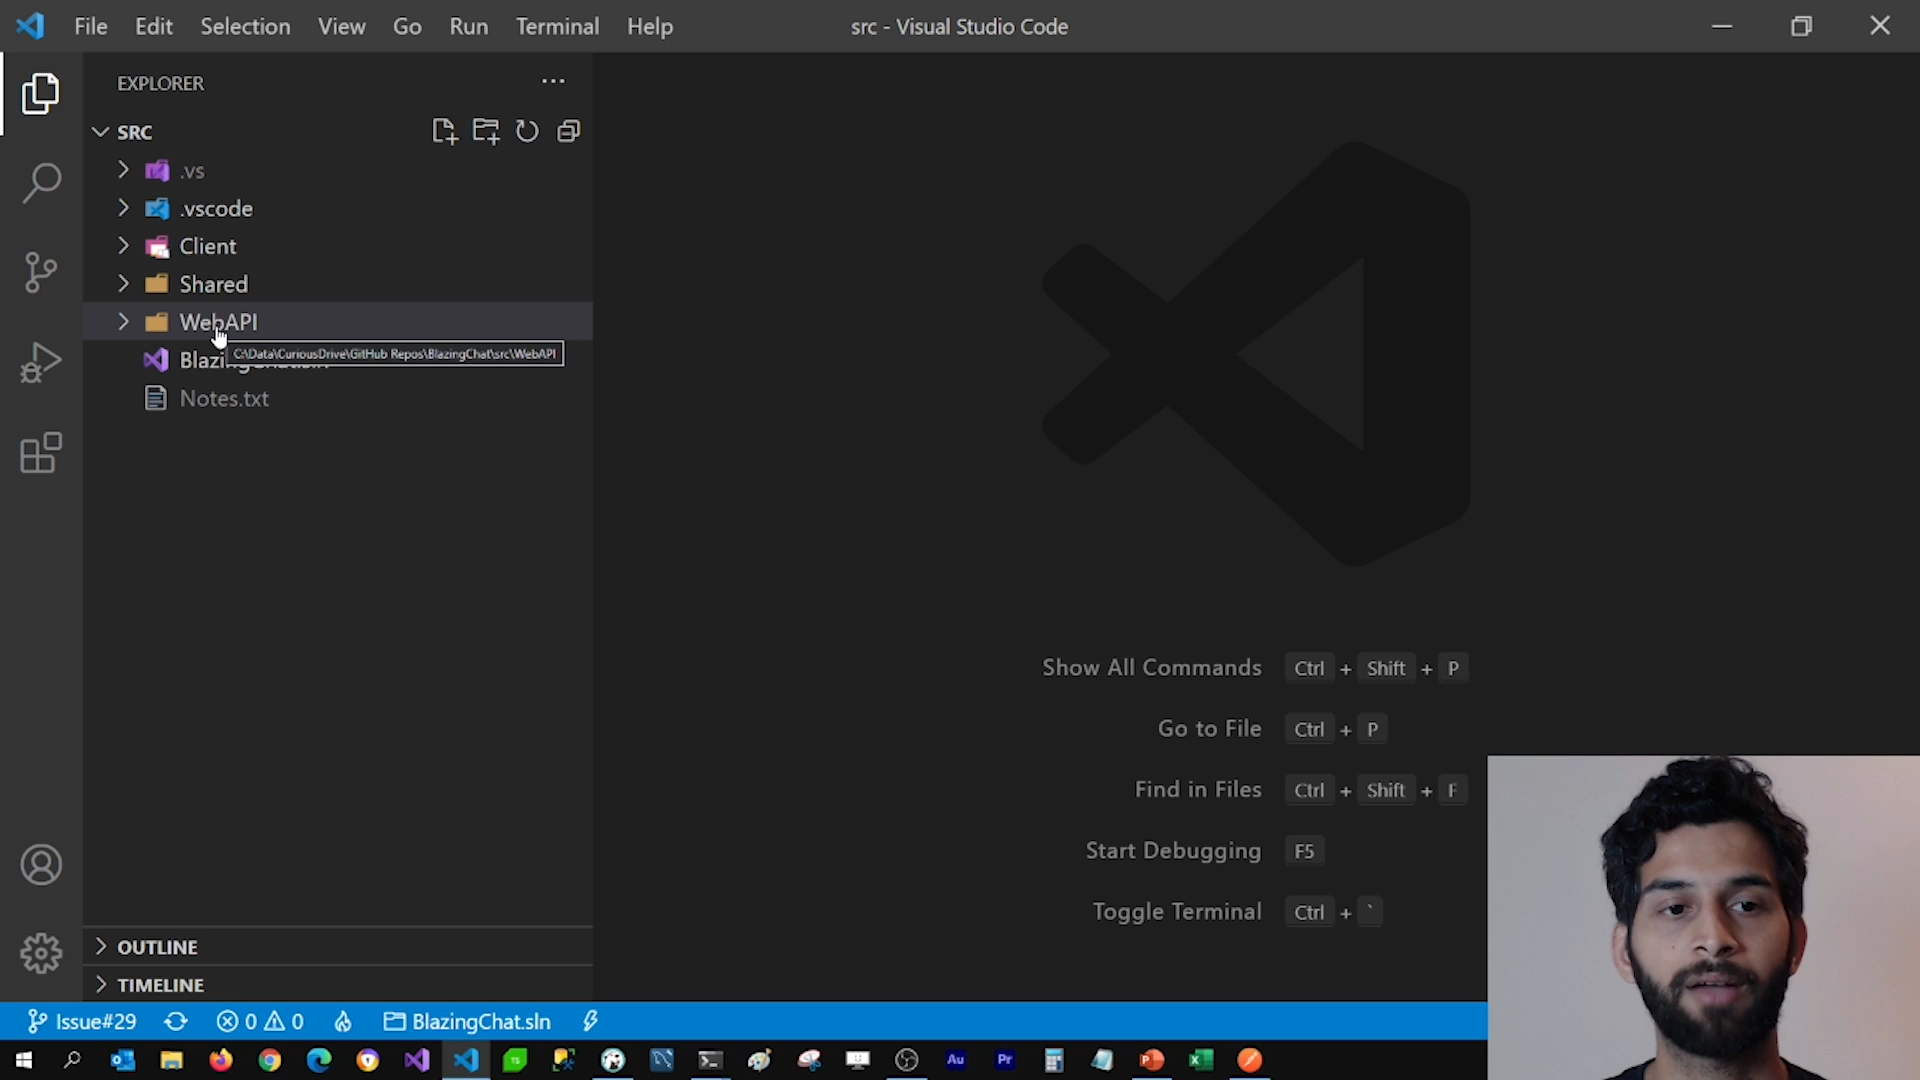 File Edit Selection View Go Run Terminal Help
src - Visual Studio Code
EXPLORER
SRC
.vs
.vscode
Client
Shared
WebAPI
C:\Data\CuriousDrive\GitHub Repos\BlazingChat\src\WebAPI
Notes.txt
Show All Commands Ctrl + Shift + P
Go to File Ctrl + P
Find in Files Ctrl + Shift + F
Start Debugging F5
Toggle Terminal Ctrl + `
OUTLINE
TIMELINE
Issue#29 0 0 BlazingChat.sln
Au Pr